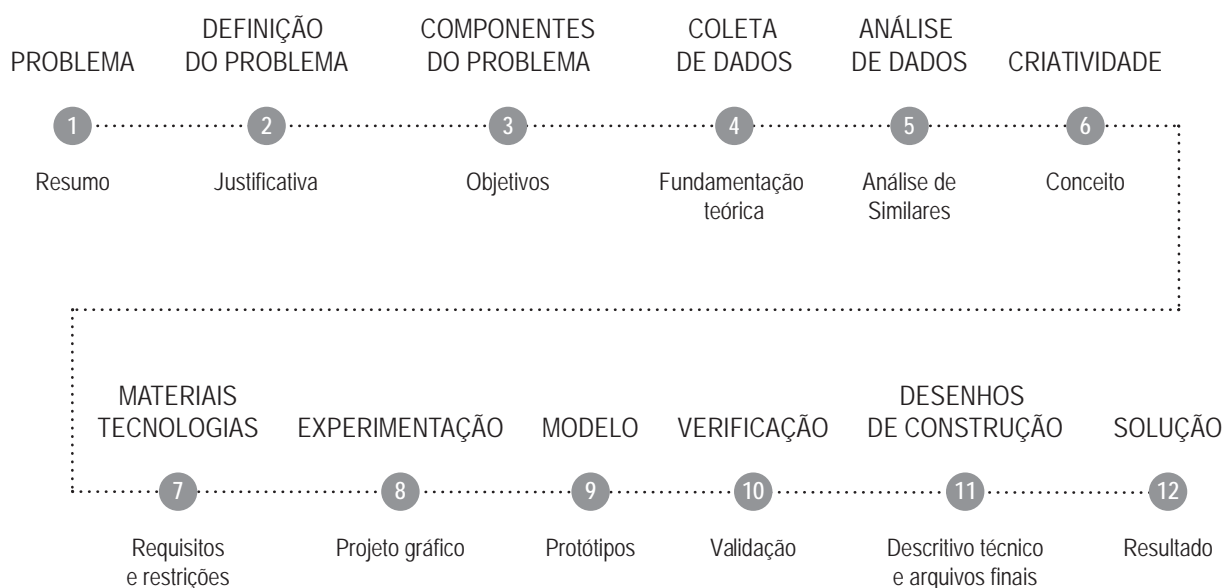 PROBLEMA
DEFINIÇÃO
DO PROBLEMA
COMPONENTES
DO PROBLEMA
COLETA
DE DADOS
ANÁLISE
DE DADOS
CRIATIVIDADE
1
2
3
4
5
6
Resumo
Justificativa
Objetivos
Fundamentação
teórica
Análise de
Similares
Conceito
MATERIAIS
TECNOLOGIAS
EXPERIMENTAÇÃO
MODELO
VERIFICAÇÃO
DESENHOS
DE CONSTRUÇÃO
SOLUÇÃO
7
8
9
10
11
12
Requisitos
e restrições
Projeto gráfico
Protótipos
Validação
Descritivo técnico
e arquivos finais
Resultado